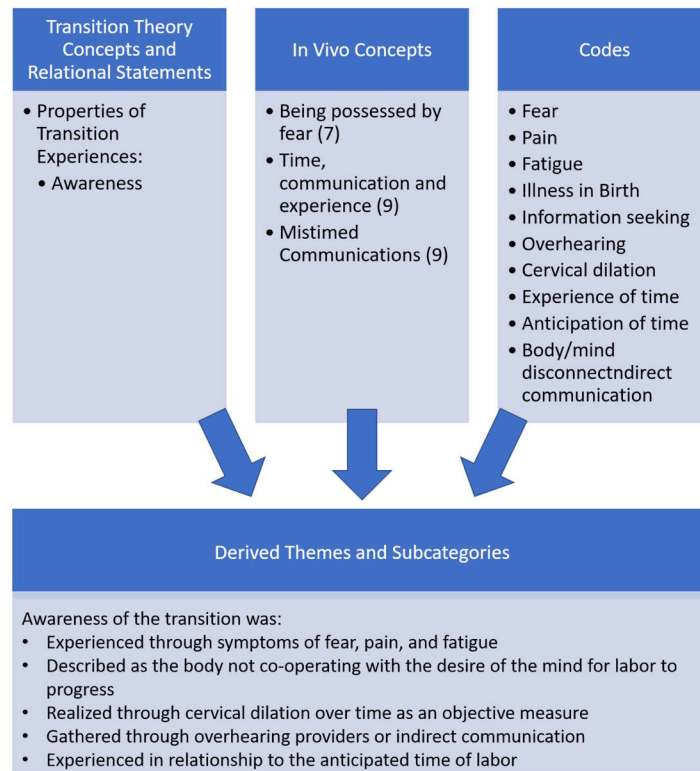 Transition Theory
Concepts and
Relational Statements
• Properties of
Transition
Experiences:
• Awareness
In Vivo Concepts
• Being possessed by
fear (7)
• Time,
communication and
experience (9)
• Mistimed
Communications (9)
Codes
• Fear
• Pain
• Fatigue
• Illness in Birth
• Information seeking
• Overhearing
• Cervical dilation
• Experience of time
• Anticipation of time
• Body/mind
disconnectndirect
communication
Derived Themes and Subcategories
Awareness of the transition was:
• Experienced through symptoms of fear, pain, and fatigue
• Described as the body not co-operating with the desire of the mind for labor to
progress
• Realized through cervical dilation over time as an objective measure
• Gathered through overhearing providers or indirect communication
• Experienced in relationship to the anticipated time of labor